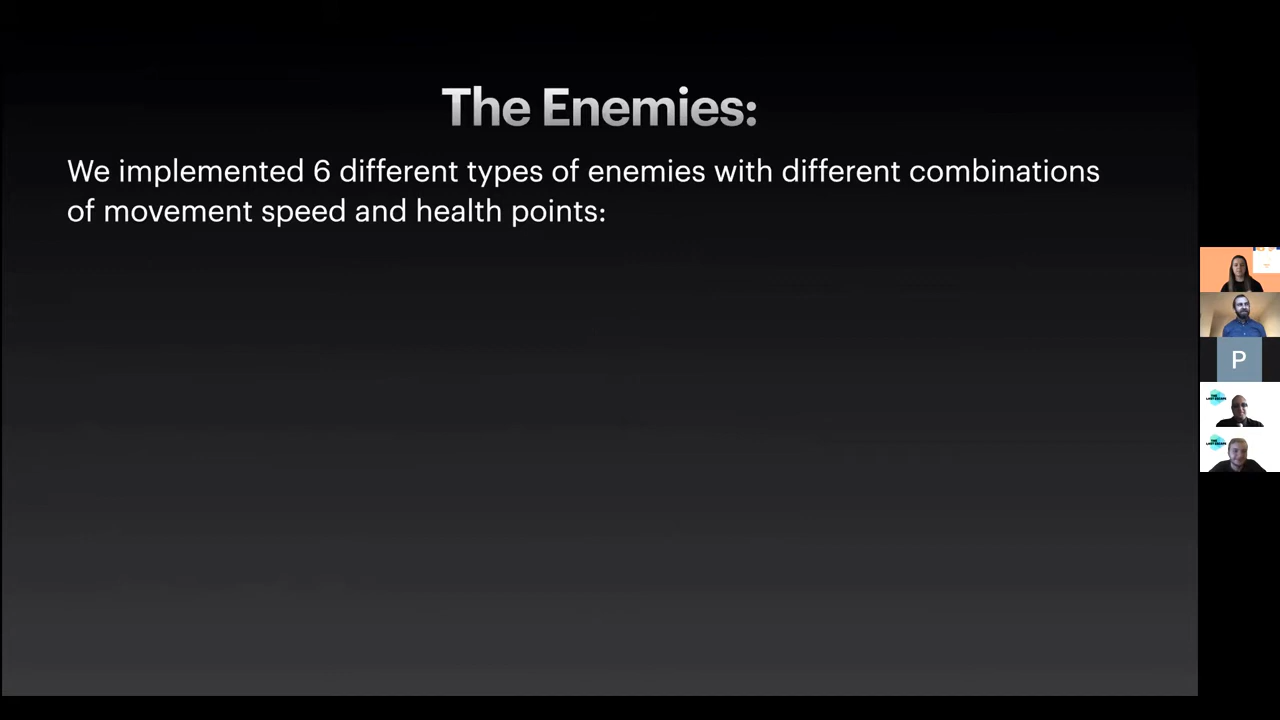 The Enemies:
We implemented 6 different types of enemies with different combinations
of movement speed and health points:
P